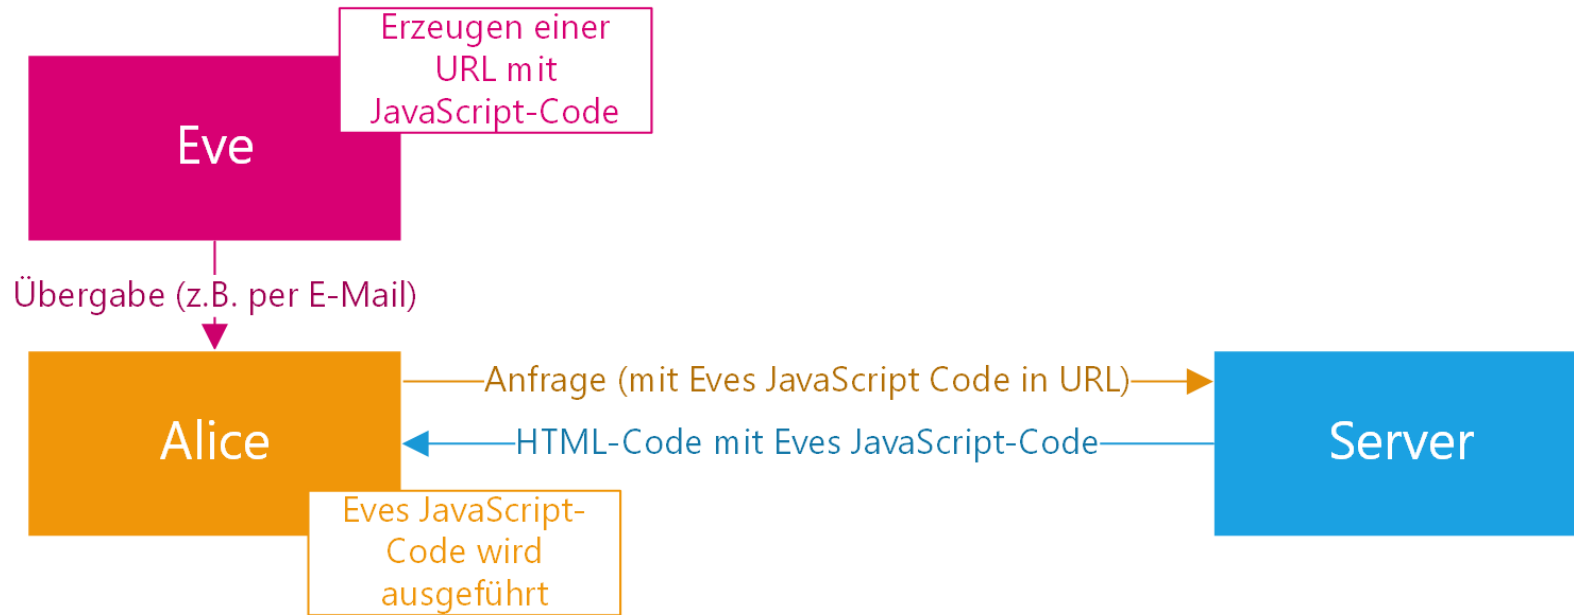 Erzeugen einer
URL mit
JavaScript-Code
Eve
Übergabe (z.B. per E-Mail)
Anfrage (mit Eves JavaScript Code in URL)
Alice
HTML-Code mit Eves JavaScript-Code
Server
Eves JavaScript-
Code wird
ausgeführt